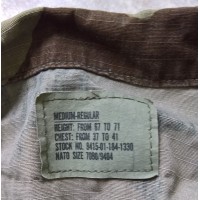 MEDIUM-REGULAR
HEIGHT: FROM 67 TO 71
CHEST: FROM 37 TO 41
STOCK NO. 8415-01-184-1330
NATO SIZE 7080/9404